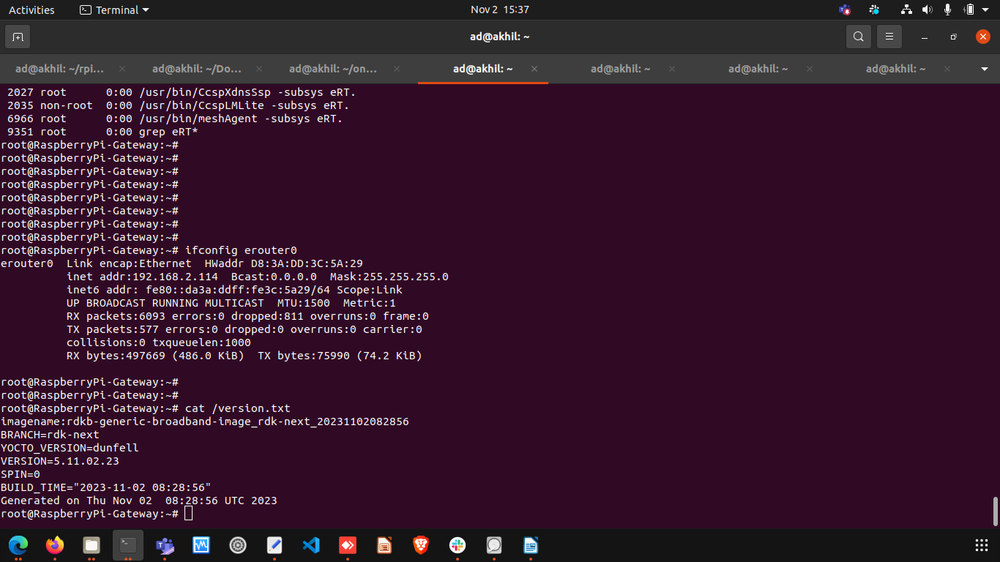 Activities
Terminal
Nov 2 15:37
ad@akhil: ~
ad@akhil: ~/rpi...
ad@akhil: ~/Do...
ad@akhil: ~/on...
ad@akhil: ~
ad@akhil: ~
ad@akhil: ~
ad@akhil: ~
2027 root      0:00 /usr/bin/CcspXdnsSsp -subsys eRT.
2035 non-root  0:00 /usr/bin/CcspLMLite -subsys eRT.
6966 root      0:00 /usr/bin/meshAgent -subsys eRT.
9351 root      0:00 grep eRT*
root@RaspberryPi-Gateway:~#
root@RaspberryPi-Gateway:~#
root@RaspberryPi-Gateway:~#
root@RaspberryPi-Gateway:~#
root@RaspberryPi-Gateway:~#
root@RaspberryPi-Gateway:~#
root@RaspberryPi-Gateway:~#
root@RaspberryPi-Gateway:~#
root@RaspberryPi-Gateway:~# ifconfig erouter0
erouter0  Link encap:Ethernet  HWaddr D8:3A:DD:3C:5A:29
          inet addr:192.168.2.114  Bcast:0.0.0.0  Mask:255.255.255.0
          inet6 addr: fe80::da3a:ddff:fe3c:5a29/64 Scope:Link
          UP BROADCAST RUNNING MULTICAST  MTU:1500  Metric:1
          RX packets:6093 errors:0 dropped:811 overruns:0 frame:0
          TX packets:577 errors:0 dropped:0 overruns:0 carrier:0
          collisions:0 txqueuelen:1000
          RX bytes:497669 (486.0 KiB)  TX bytes:75990 (74.2 KiB)
root@RaspberryPi-Gateway:~#
root@RaspberryPi-Gateway:~#
root@RaspberryPi-Gateway:~# cat /version.txt
imagename:rdkb-generic-broadband-image_rdk-next_20231102082856
BRANCH=rdk-next
YOCTO_VERSION=dunfell
VERSION=5.11.02.23
SPIN=0
BUILD_TIME="2023-11-02 08:28:56"
Generated on Thu Nov 02  08:28:56 UTC 2023
root@RaspberryPi-Gateway:~#